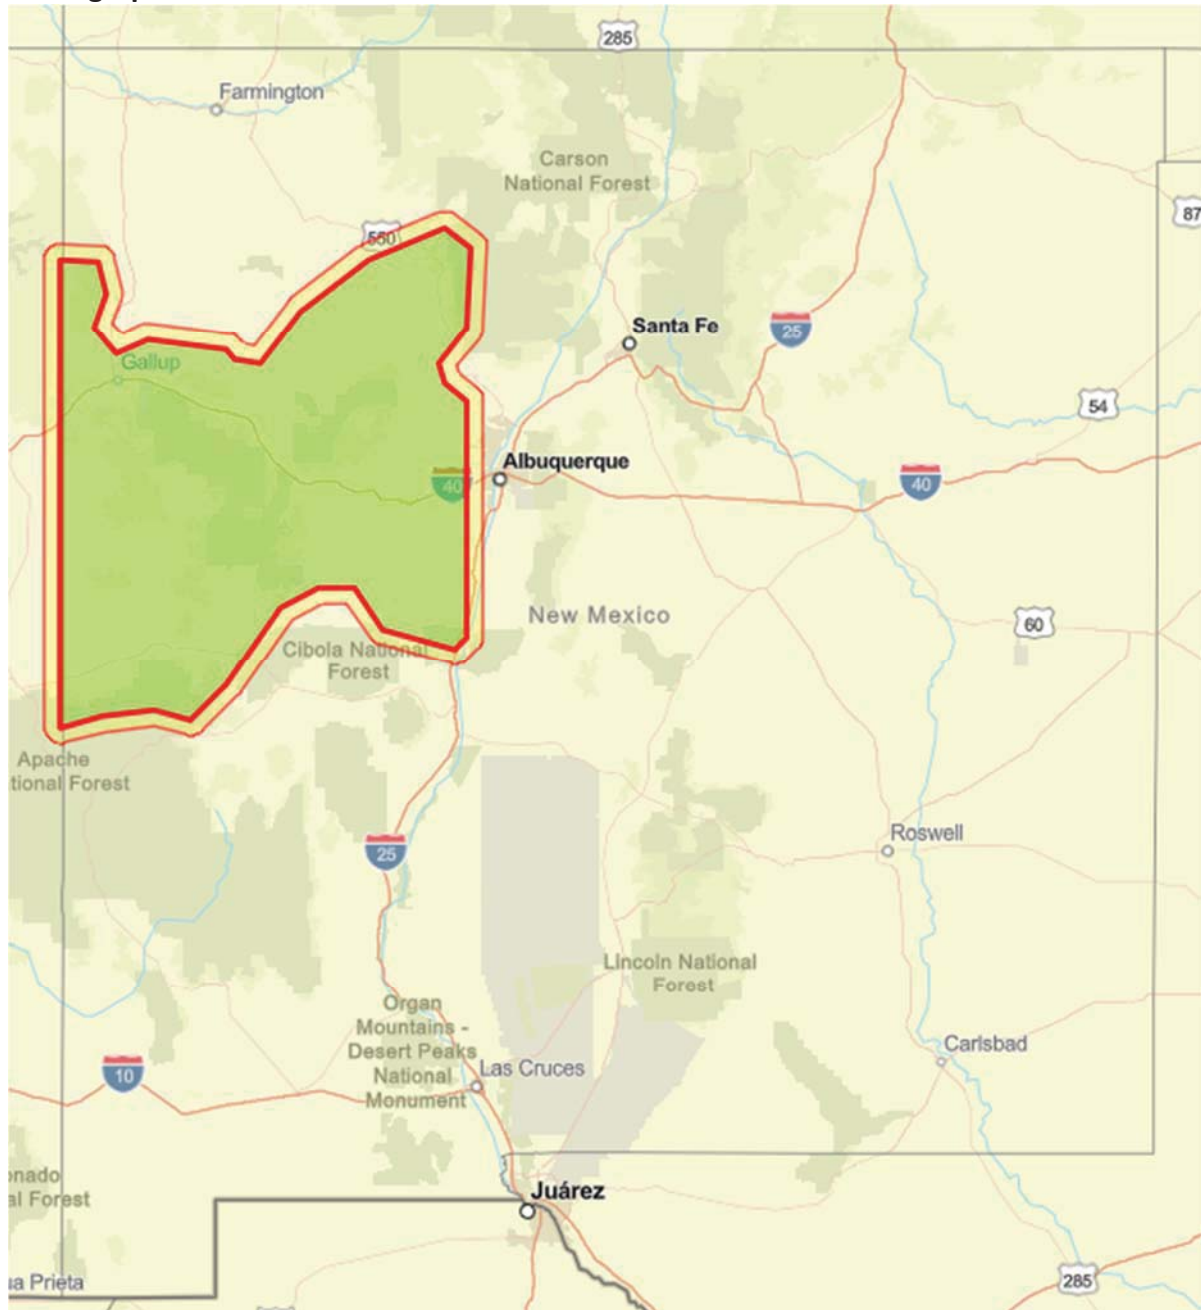 285
Farmington
Carson
National Forest
87
550
Santa Fe
25
Gallup
54
Albuquerque
40
40
New Mexico
60
Cibola National
Forest
Apache
tional Forest
Roswell
25
Lincoln National
Forest
Organ
Mountains -
Desert Peaks
National
Monument
Carlsbad
Las Cruces
10
onado
al Forest
Juárez
ua Prieta
285